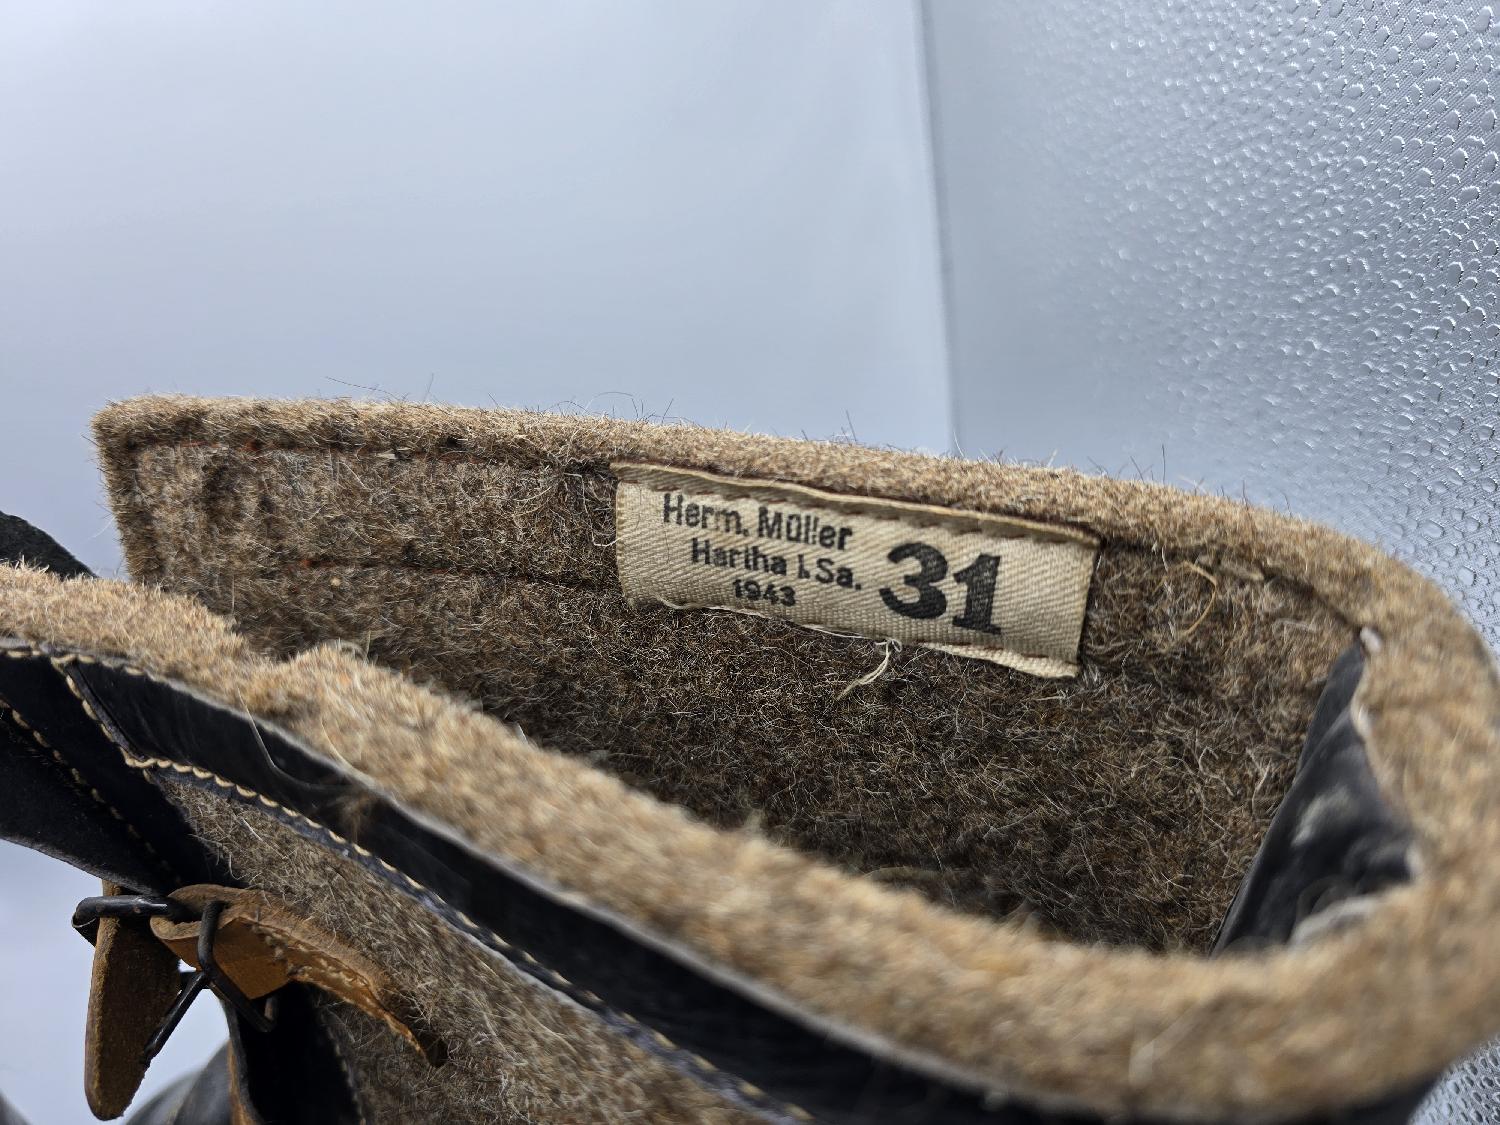 Herm. Müller
Hartha i. Sa.
1943
31